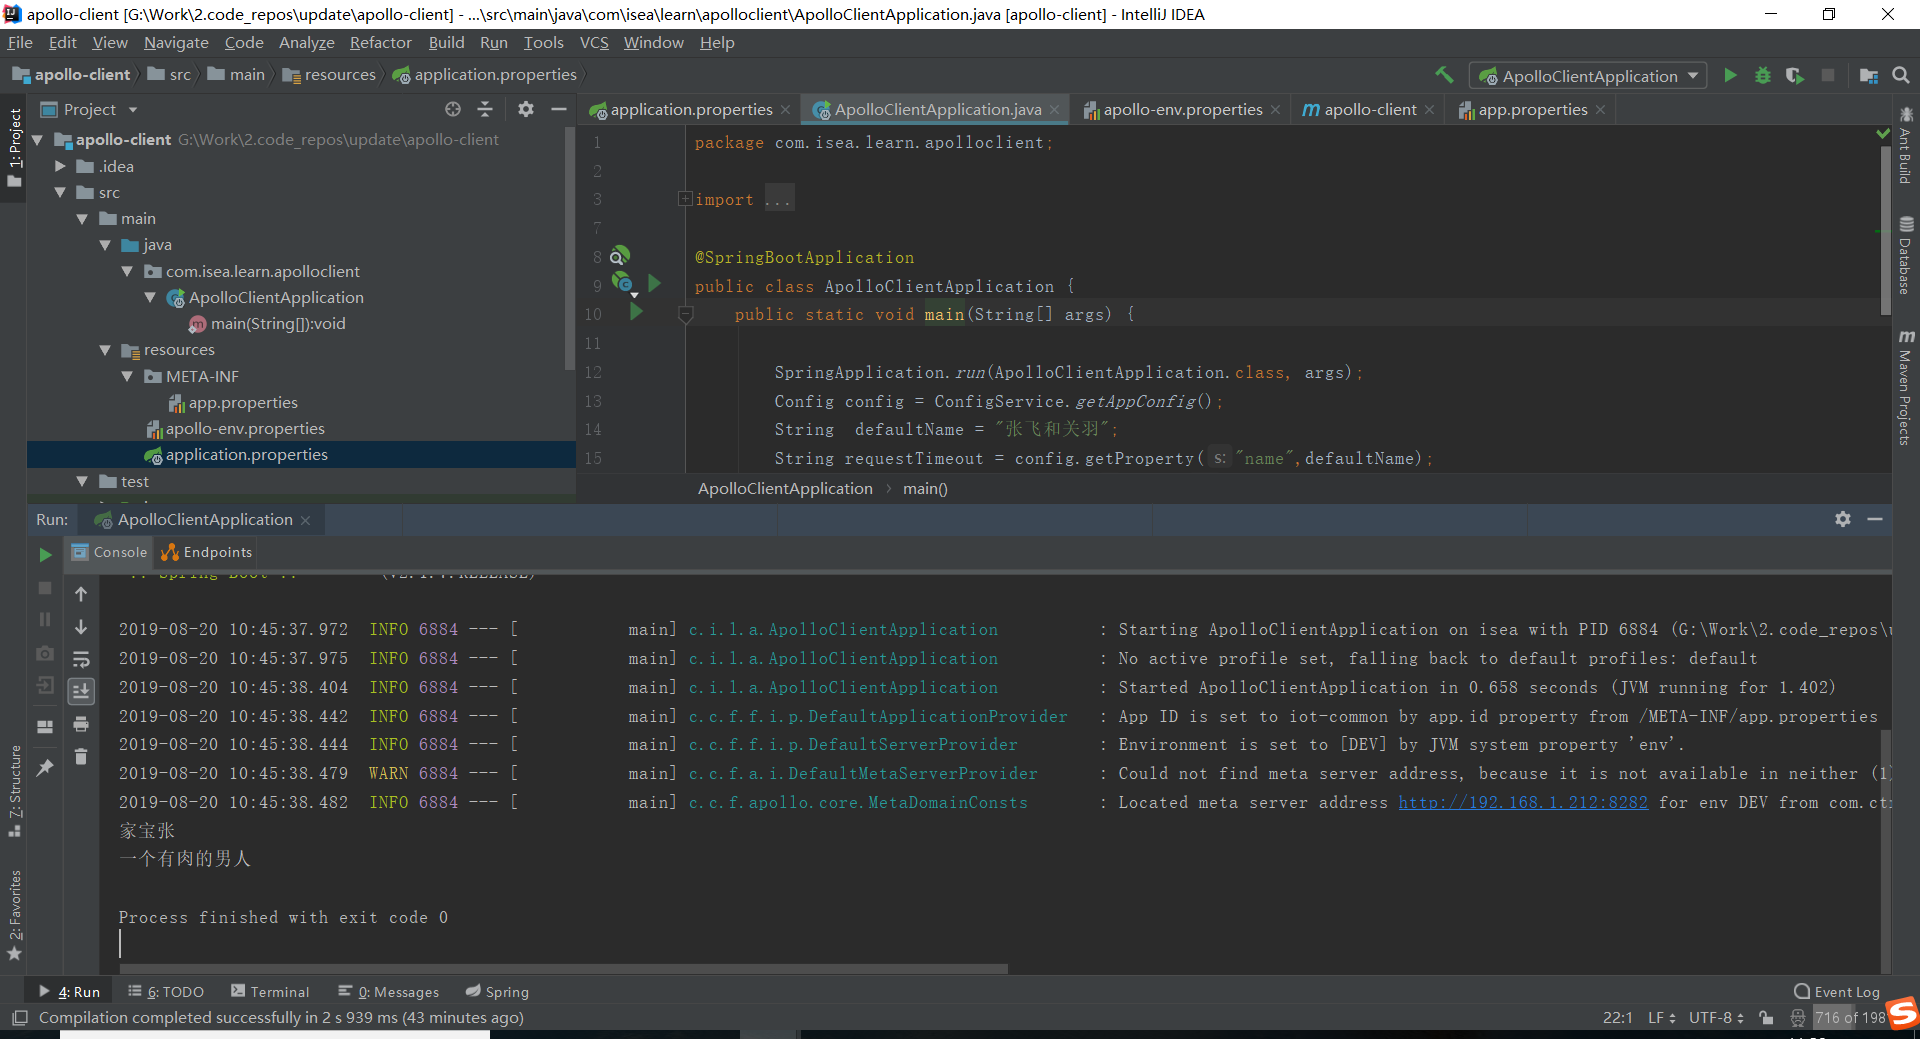 apollo-client [G:\Work\2.code_repos\update\apollo-client] - ...\src\main\java\com\isea\learn\apolloclient\ApolloClientApplication.java [apollo-client] - IntelliJ IDEA
File Edit View Navigate Code Analyze Refactor Build Run Tools VCS Window Help
apollo-client src main resources application.properties
ApolloClientApplication
Project
application.properties ApolloClientApplication.java apollo-env.properties apollo-client app.properties
1: Project
apollo-client G:\Work\2.code_repos\update\apollo-client
.idea
src
main
java
com.isea.learn.apolloclient
ApolloClientApplication
main(String[]):void
resources
META-INF
app.properties
apollo-env.properties
application.properties
test
1 package com.isea.learn.apolloclient;
2
3 import ...
7
8 @SpringBootApplication
9 public class ApolloClientApplication {
10 public static void main(String[] args) {
11
12 SpringApplication.run(ApolloClientApplication.class, args);
13 Config config = ConfigService.getAppConfig();
14 String defaultName = "张飞和关羽";
15 String requestTimeout = config.getProperty( s: "name",defaultName);
ApolloClientApplication › main()
Ant Build
Database
Maven Projects
Run: ApolloClientApplication
Console Endpoints
:: Spring Boot :: (v2.1.4.RELEASE)
2019-08-20 10:45:37.972 INFO 6884 --- [ main] c.i.l.a.ApolloClientApplication : Starting ApolloClientApplication on isea with PID 6884 (G:\Work\2.code_repos\u
2019-08-20 10:45:37.975 INFO 6884 --- [ main] c.i.l.a.ApolloClientApplication : No active profile set, falling back to default profiles: default
2019-08-20 10:45:38.404 INFO 6884 --- [ main] c.i.l.a.ApolloClientApplication : Started ApolloClientApplication in 0.658 seconds (JVM running for 1.402)
2019-08-20 10:45:38.442 INFO 6884 --- [ main] c.c.f.f.i.p.DefaultApplicationProvider : App ID is set to iot-common by app.id property from /META-INF/app.properties
2019-08-20 10:45:38.444 INFO 6884 --- [ main] c.c.f.f.i.p.DefaultServerProvider : Environment is set to [DEV] by JVM system property 'env'.
2019-08-20 10:45:38.479 WARN 6884 --- [ main] c.c.f.a.i.DefaultMetaServerProvider : Could not find meta server address, because it is not available in neither (1)
2019-08-20 10:45:38.482 INFO 6884 --- [ main] c.c.f.apollo.core.MetaDomainConsts : Located meta server address http://192.168.1.212:8282 for env DEV from com.ct
家宝张
一个有肉的男人
Process finished with exit code 0
7: Structure
2: Favorites
4: Run 6: TODO Terminal 0: Messages Spring Event Log
Compilation completed successfully in 2 s 939 ms (43 minutes ago) 22:1 LF UTF-8 716 of 198